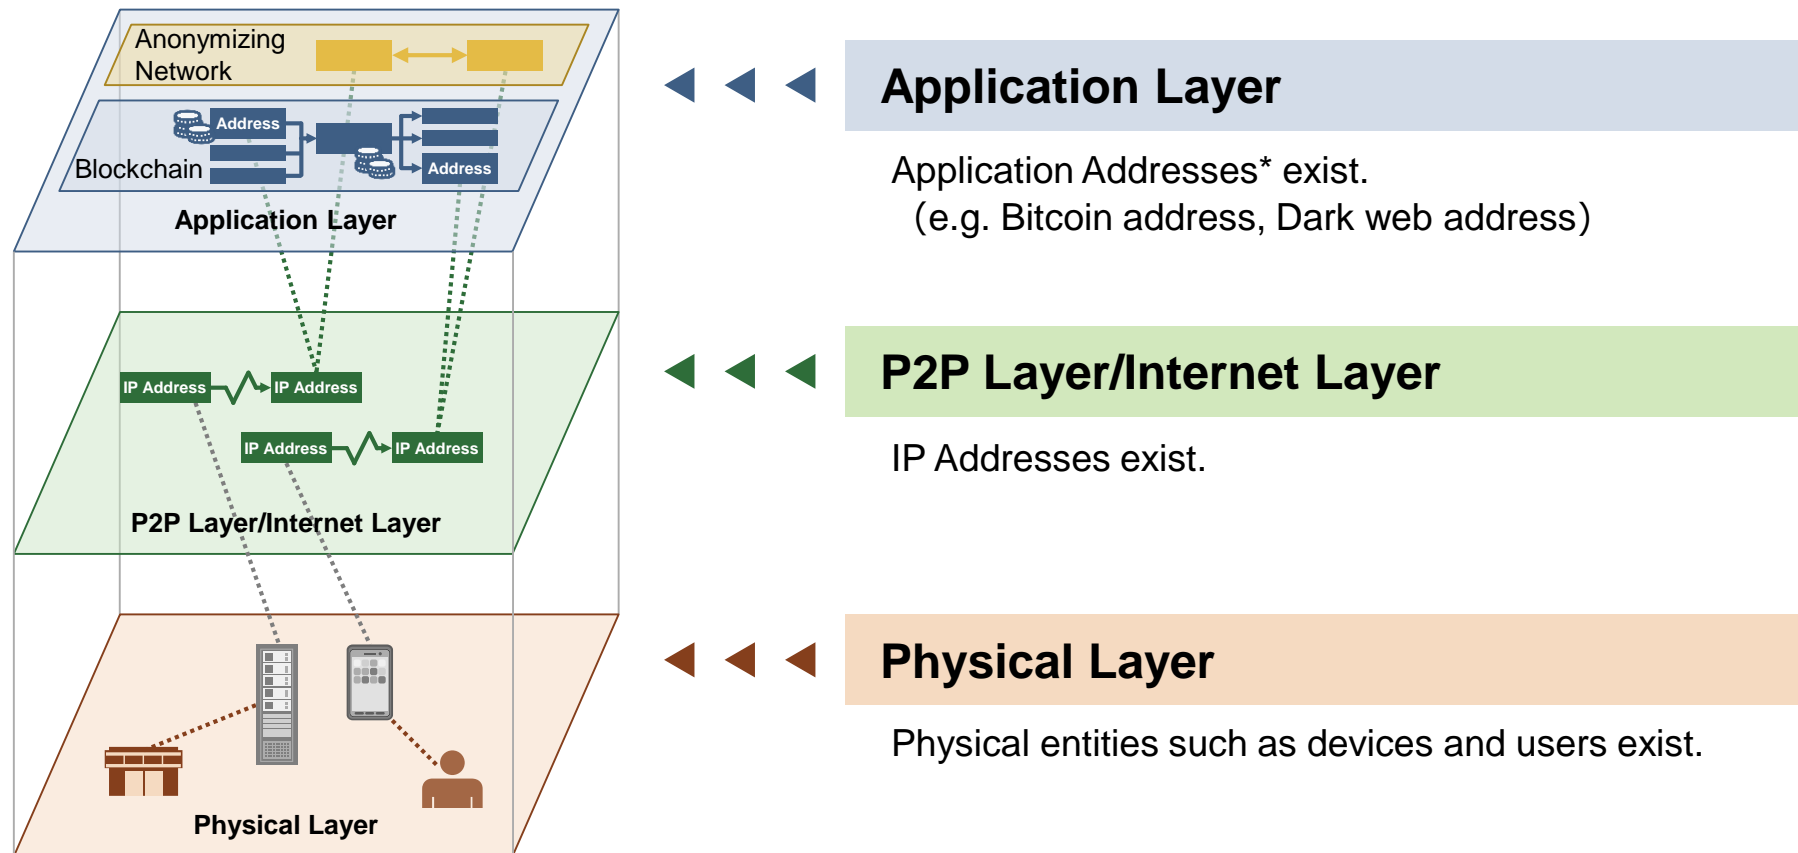 Anonymizing
Network
Address
Blockchain
Address
Application Layer
Application Layer
Application Addresses* exist.
（e.g. Bitcoin address, Dark web address）
IP Address
IP Address
IP Address
IP Address
P2P Layer/Internet Layer
P2P Layer/Internet Layer
IP Addresses exist.
Physical Layer
Physical Layer
Physical entities such as devices and users exist.